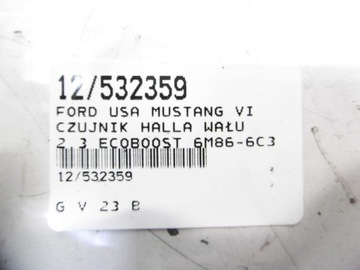 12/532359
FORD USA MUSTANG VI
CZUJNIK HALLA WAŁU
2.3 ECOBOOST 6M86-6C3
12/532359
G V 23 B